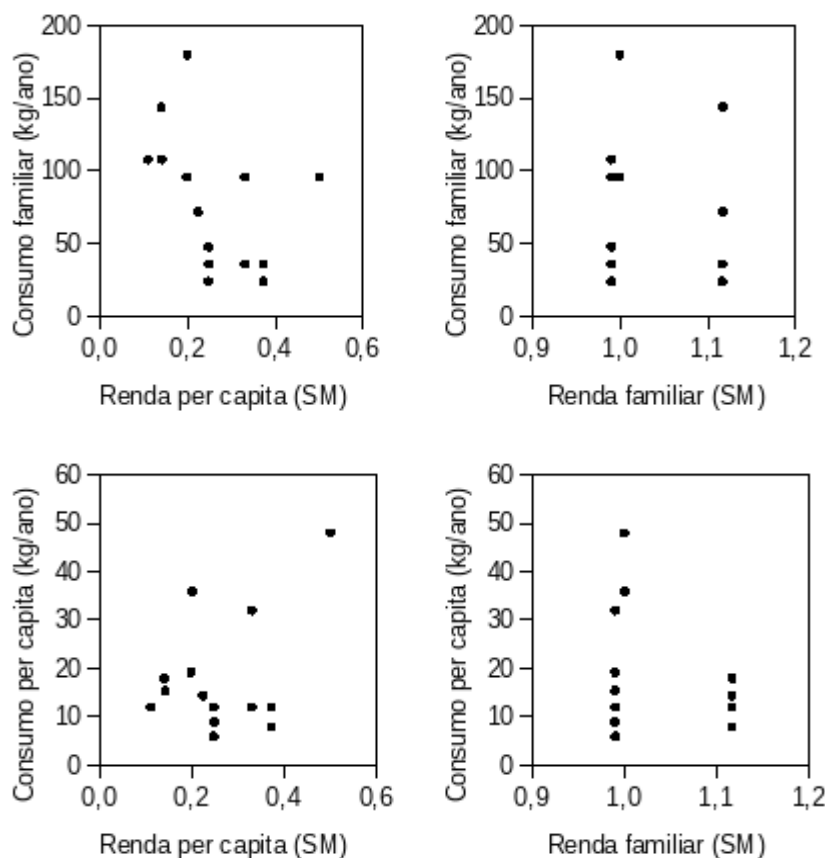 Consumo familiar (kg/ano)
200
150
100
50
0
0,0 0,2 0,4 0,6
Renda per capita (SM)
Consumo familiar (kg/ano)
200
150
100
50
0
0,9 1,0 1,1 1,2
Renda familiar (SM)
Consumo per capita (kg/ano)
60
50
40
30
20
10
0
0,0 0,2 0,4 0,6
Renda per capita (SM)
Consumo per capita (kg/ano)
60
50
40
30
20
10
0
0,9 1,0 1,1 1,2
Renda familiar (SM)